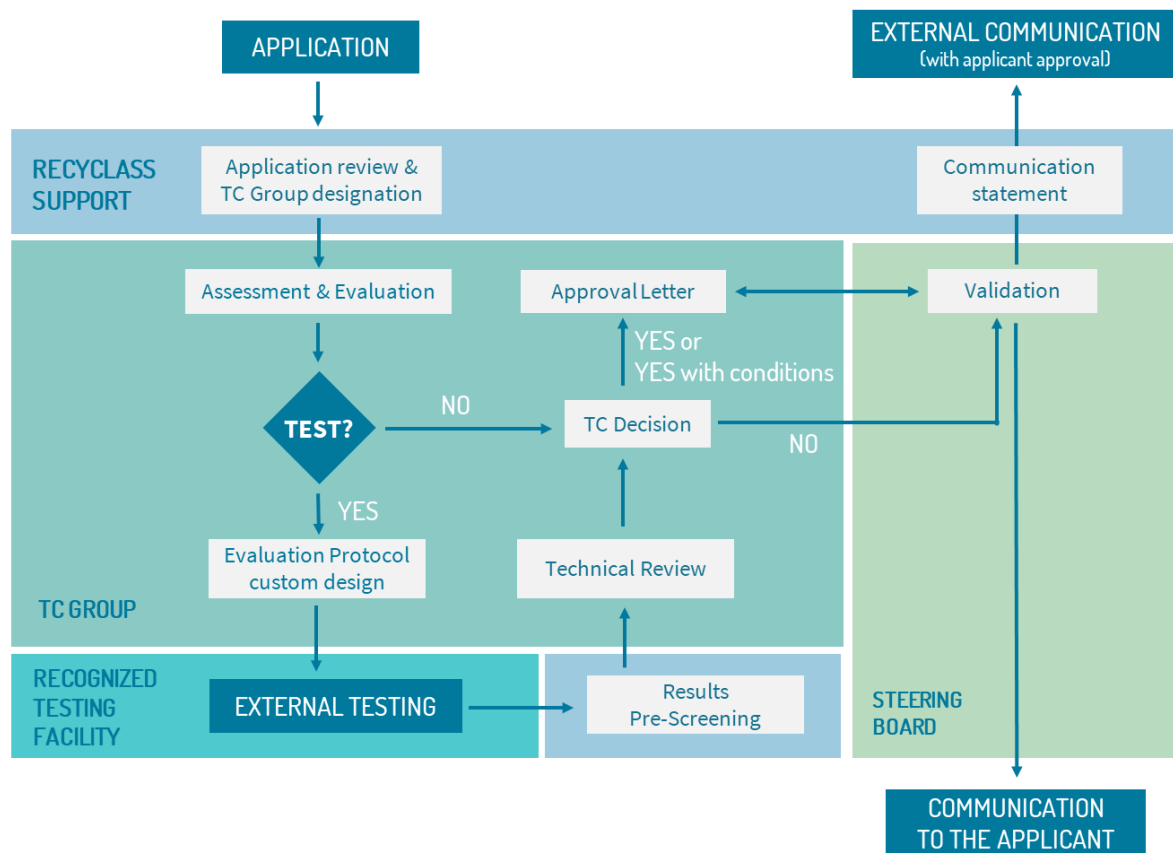 APPLICATION
EXTERNAL COMMUNICATION
(with applicant approval)
RECYCLASS
SUPPORT
Application review &
TC Group designation
Communication
statement
Assessment & Evaluation
Approval Letter
Validation
YES or
YES with conditions
TEST?
NO
TC Decision
NO
YES
Evaluation Protocol
custom design
Technical Review
TC GROUP
RECOGNIZED
TESTING
FACILITY
EXTERNAL TESTING
Results
Pre-Screening
STEERING
BOARD
COMMUNICATION
TO THE APPLICANT